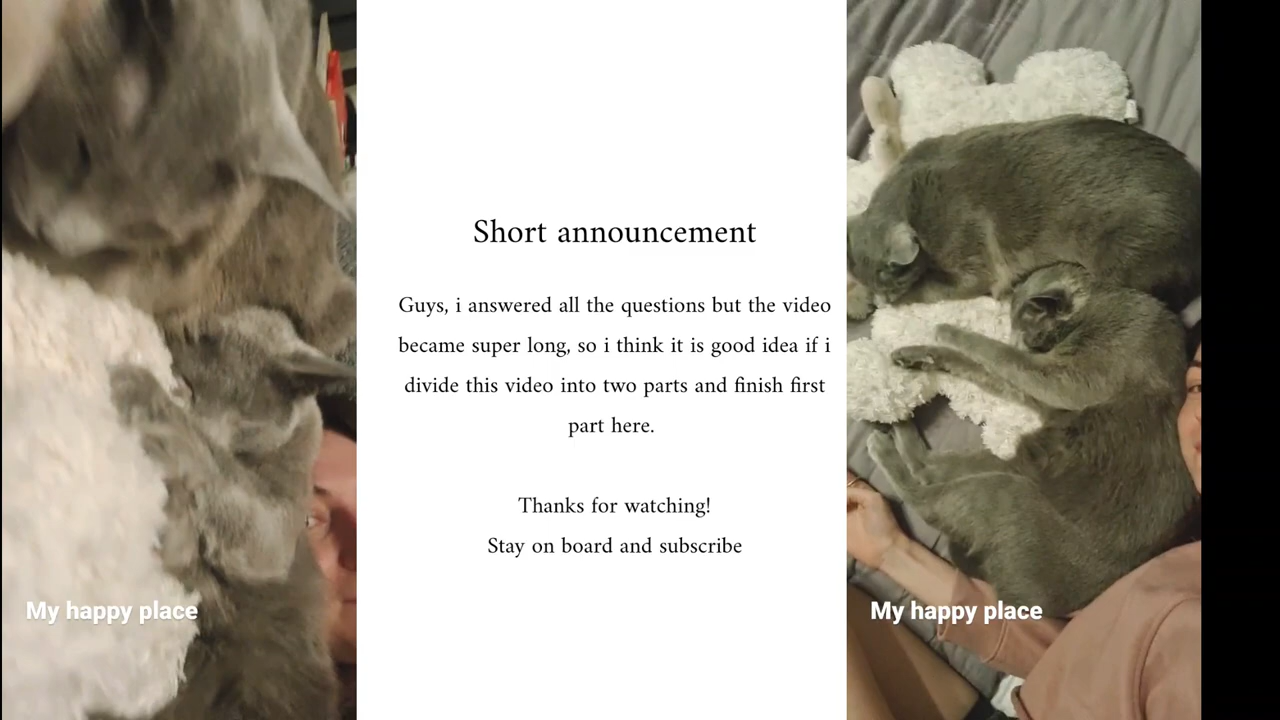 Short announcement
Guys, i answered all the questions but the video
became super long, so i think it is good idea if i
divide this video into two parts and finish first
part here.
Thanks for watching!
Stay on board and subscribe
My happy place
My happy place